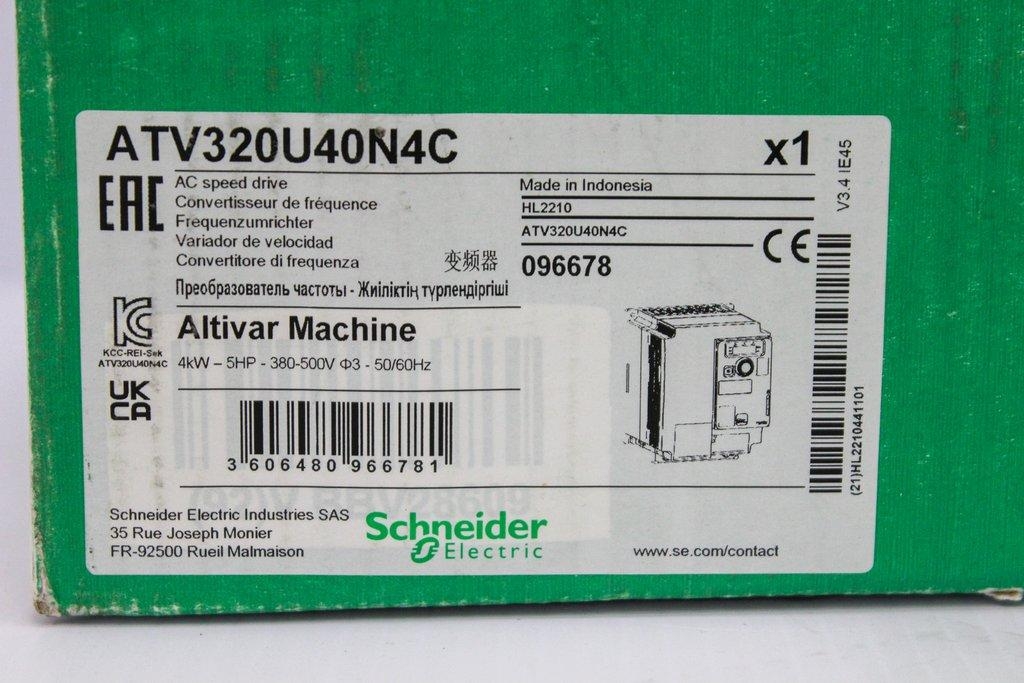 ATV320U40N4C
x1
V3.4 IE45
EAC
AC speed drive
Convertisseur de fréquence
Frequenzumrichter
Variador de velocidad
Convertitore di frequenza
变频器
Преобразователь частоты - Жиіліктің түрлендіргіші
Made in Indonesia
HL2210
ATV320U40N4C
096678
CE
KC
KCC-REI-Sek
ATV320U40N4C
UK
CA
Altivar Machine
4kW – 5HP - 380-500V Φ3 - 50/60Hz
3 606480 966781
(21)HL2210441101
Schneider Electric Industries SAS
35 Rue Joseph Monier
FR-92500 Rueil Malmaison
Schneider
Electric
www.se.com/contact